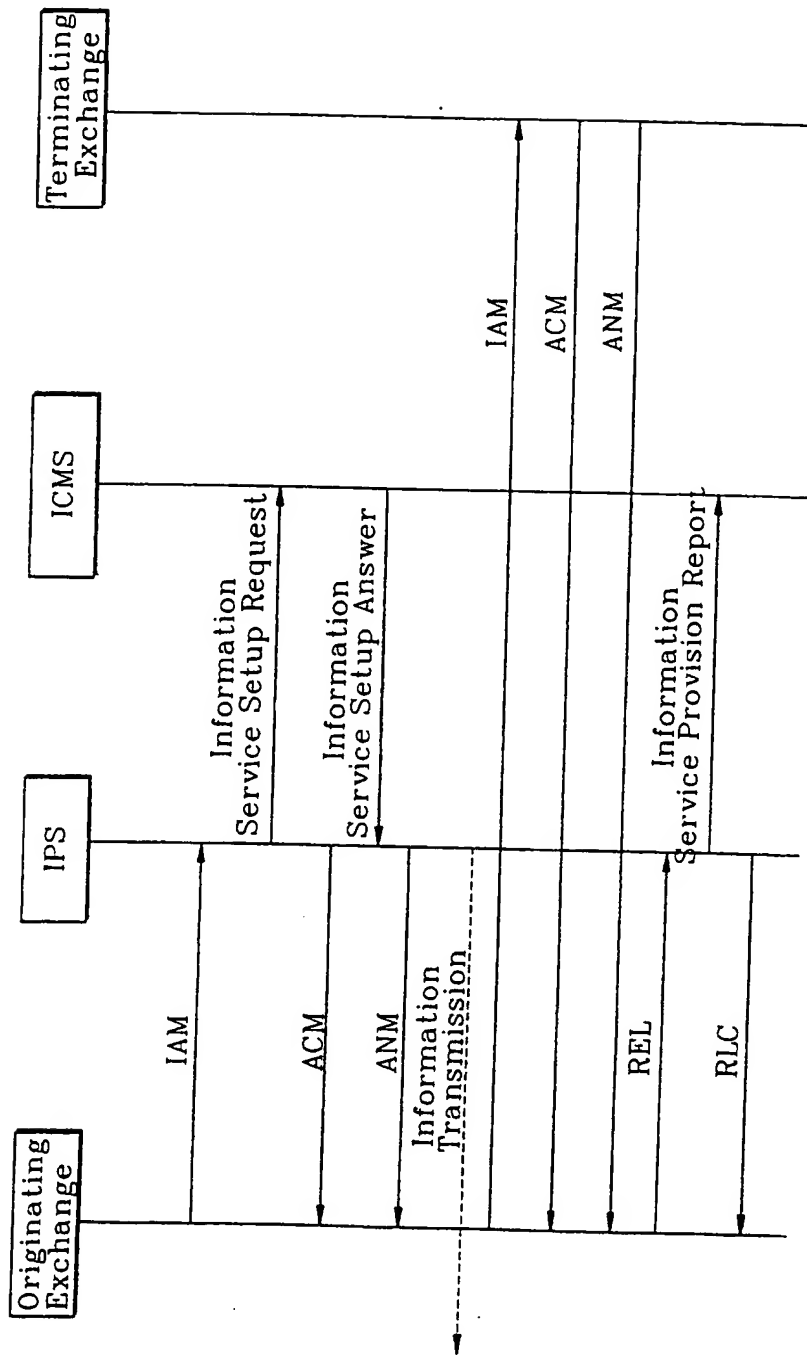 Originating
Exchange
IPS
ICMS
Terminating
Exchange
IAM
Information
Service Setup Request
ACM
Information
Service Setup Answer
ANM
Information
Transmission
IAM
ACM
ANM
REL
Information
Service Provision Report
RLC